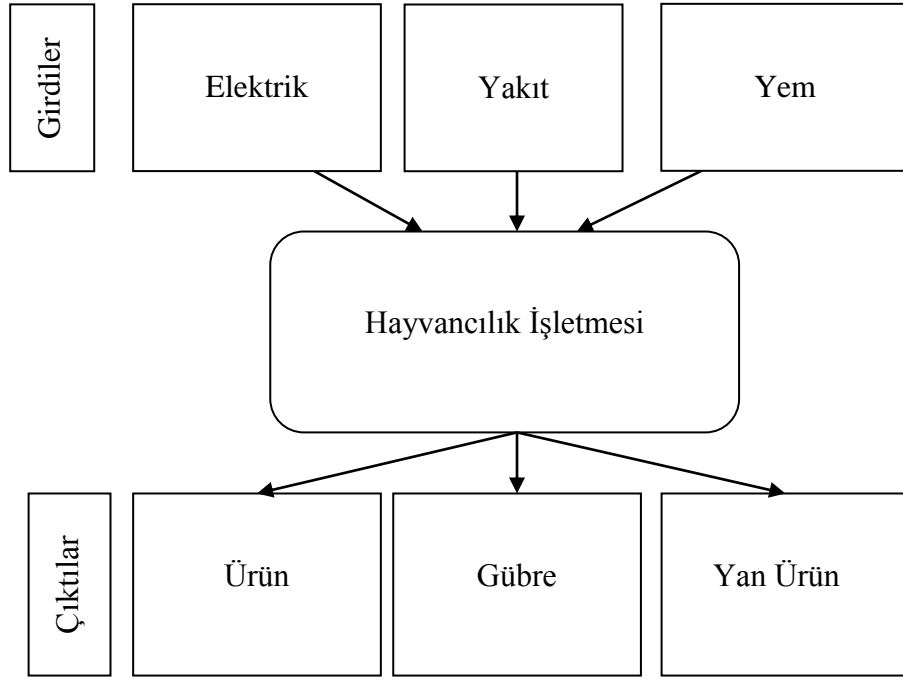 Girdiler
Elektrik
Yakıt
Yem
Hayvancılık İşletmesi
Çıktılar
Ürün
Gübre
Yan Ürün